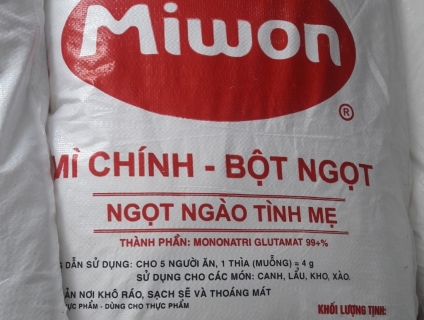 Miwon
®
MÌ CHÍNH - BỘT NGỌT
NGỌT NGÀO TÌNH MẸ
THÀNH PHẦN: MONONATRI GLUTAMAT 99+%
DẪN SỬ DỤNG: CHO 5 NGƯỜI ĂN, 1 THÌA (MUỖNG) = 4 g
SỬ DỤNG CHO CÁC MÓN: CANH, LẨU, KHO, XÀO.
NƠI KHÔ RÁO, SẠCH SẼ VÀ THOÁNG MÁT
PHẨM - DÙNG CHO THỰC PHẨM
KHỐI LƯỢNG TỊNH: